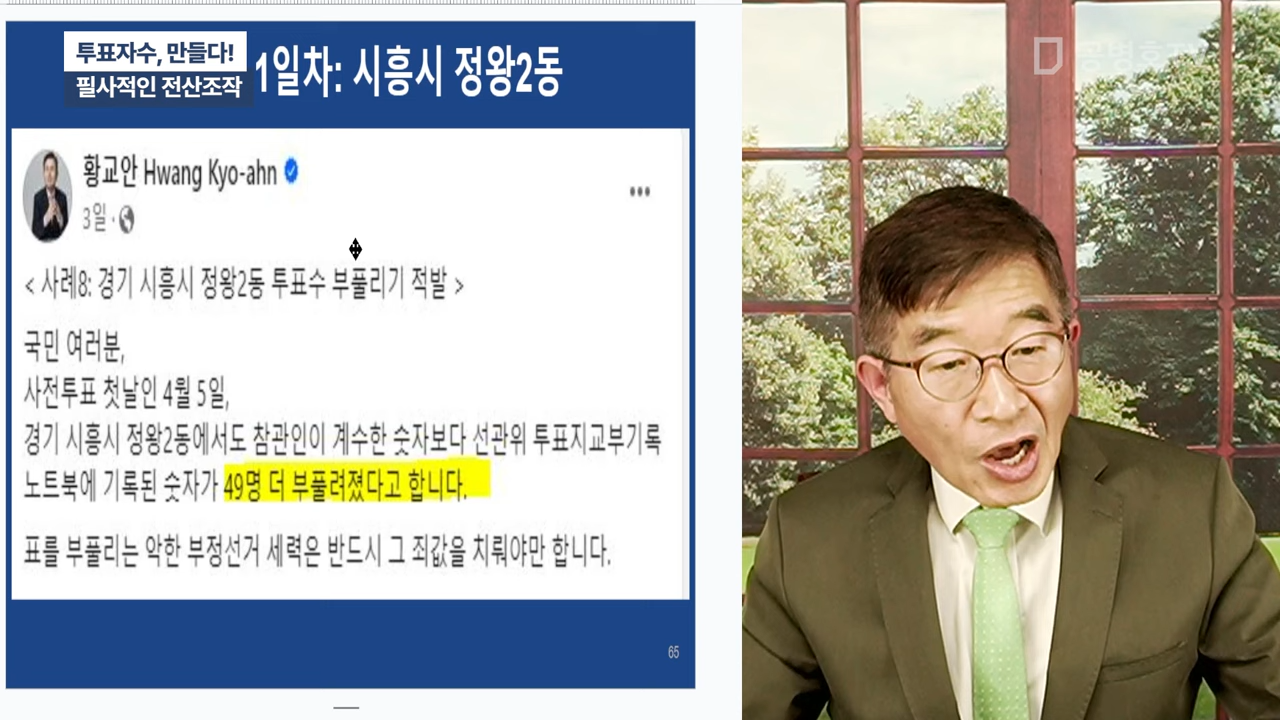 투표자수, 만들다!
필사적인 전산조작
1일차: 시흥시 정왕2동
황교안 Hwang Kyo-ahn
3일 ·
< 사례8: 경기 시흥시 정왕2동 투표수 부풀리기 적발 >
국민 여러분,
사전투표 첫날인 4월 5일,
경기 시흥시 정왕2동에서도 참관인이 계수한 숫자보다 선관위 투표지교부기록
노트북에 기록된 숫자가 49명 더 부풀려졌다고 합니다.
표를 부풀리는 악한 부정선거 세력은 반드시 그 죄값을 치뤄야만 합니다.
65